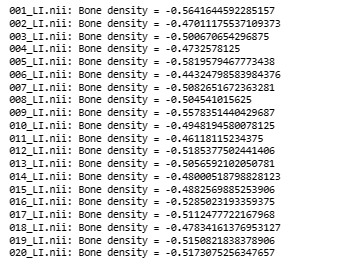 001_LI.nii: Bone density = -0.5641644592285157
002_LI.nii: Bone density = -0.47011175537109373
003_LI.nii: Bone density = -0.500670654296875
004_LI.nii: Bone density = -0.4732578125
005_LI.nii: Bone density = -0.5819579467773438
006_LI.nii: Bone density = -0.44324798583984376
007_LI.nii: Bone density = -0.5082651672363281
008_LI.nii: Bone density = -0.504541015625
009_LI.nii: Bone density = -0.5578351440429687
010_LI.nii: Bone density = -0.4948194580078125
011_LI.nii: Bone density = -0.46118115234375
012_LI.nii: Bone density = -0.5185377502441406
013_LI.nii: Bone density = -0.5056592102050781
014_LI.nii: Bone density = -0.48000518798828123
015_LI.nii: Bone density = -0.4882569885253906
016_LI.nii: Bone density = -0.5285023193359375
017_LI.nii: Bone density = -0.5112477722167968
018_LI.nii: Bone density = -0.47834161376953127
019_LI.nii: Bone density = -0.5150821838378906
020_LI.nii: Bone density = -0.5173075256347657